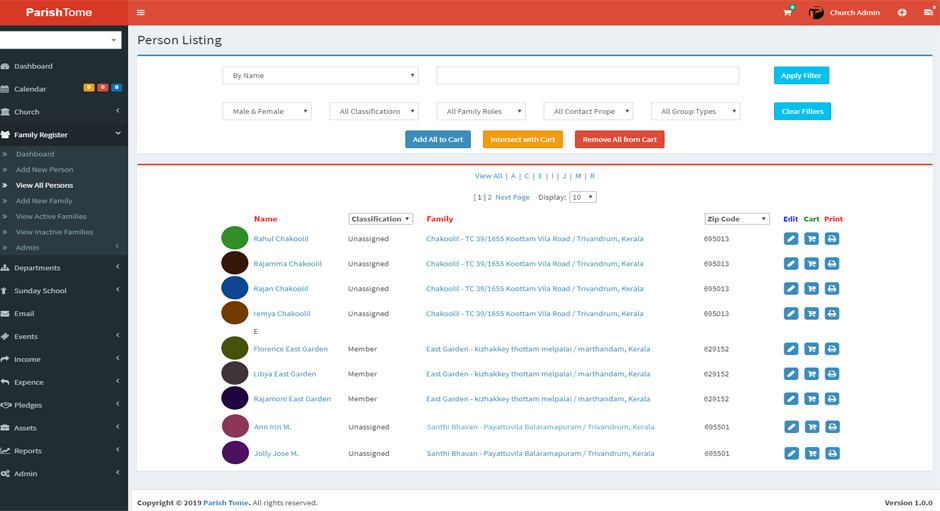 ParishTome
0
Church Admin
Person Listing
Dashboard
Calendar 0 0 0
Church
Family Register
Dashboard
Add New Person
View All Persons
Add New Family
View Active Families
View Inactive Families
Admin
Departments
Sunday School
Email
Events
Income
Expence
Pledges
Assets
Reports
Admin
By Name Apply Filter
Male & Female All Classifications All Family Roles All Contact Prope All Group Types Clear Filters
Add All to Cart Intersect with Cart Remove All from Cart
View All | A | C | E | I | J | M | R
[ 1 ] 2 Next Page Display: 10
Name Classification Family Zip Code Edit Cart Print
Rahul Chakoolil Unassigned Chakoolil - TC 39/1655 Koottam Vila Road / Trivandrum, Kerala 695013
Rajamma Chakoolil Unassigned Chakoolil - TC 39/1655 Koottam Vila Road / Trivandrum, Kerala 695013
Rajan Chakoolil Unassigned Chakoolil - TC 39/1655 Koottam Vila Road / Trivandrum, Kerala 695013
remya Chakoolil Unassigned Chakoolil - TC 39/1655 Koottam Vila Road / Trivandrum, Kerala 695013
E
Florence East Garden Member East Garden - kizhakkey thottam melpalai / marthandam, Kerala 629152
Libya East Garden Member East Garden - kizhakkey thottam melpalai / marthandam, Kerala 629152
Rajamoni East Garden Member East Garden - kizhakkey thottam melpalai / marthandam, Kerala 629152
Ann Irin M. Unassigned Santhi Bhavan - Payattuvila Balaramapuram / Trivandrum, Kerala 695501
Jolly Jose M. Unassigned Santhi Bhavan - Payattuvila Balaramapuram / Trivandrum, Kerala 695501
Copyright © 2019 Parish Tome. All rights reserved. Version 1.0.0